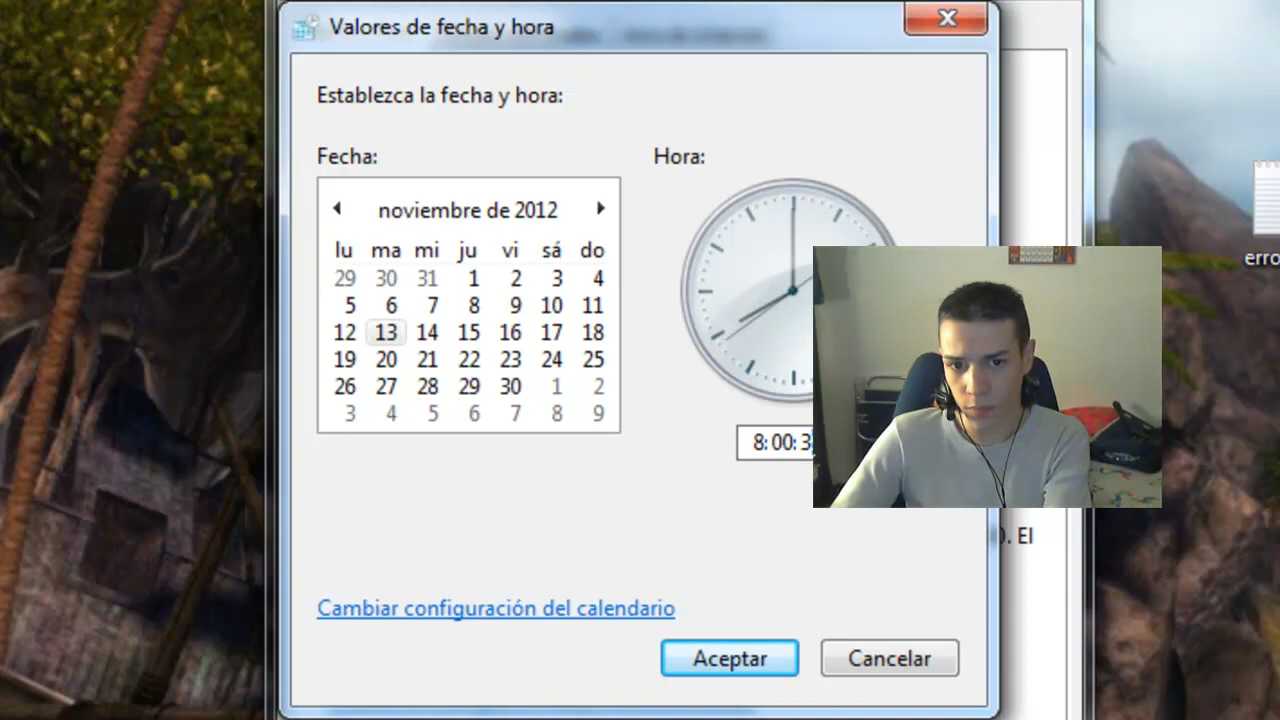 Valores de fecha y hora
Establezca la fecha y hora:
Fecha:
Hora:
noviembre de 2012
lu ma mi ju vi sá do
29 30 31 1 2 3 4
5 6 7 8 9 10 11
12 13 14 15 16 17 18
19 20 21 22 23 24 25
26 27 28 29 30 1 2
3 4 5 6 7 8 9
8:00:3
erro
El
Cambiar configuración del calendario
Aceptar Cancelar